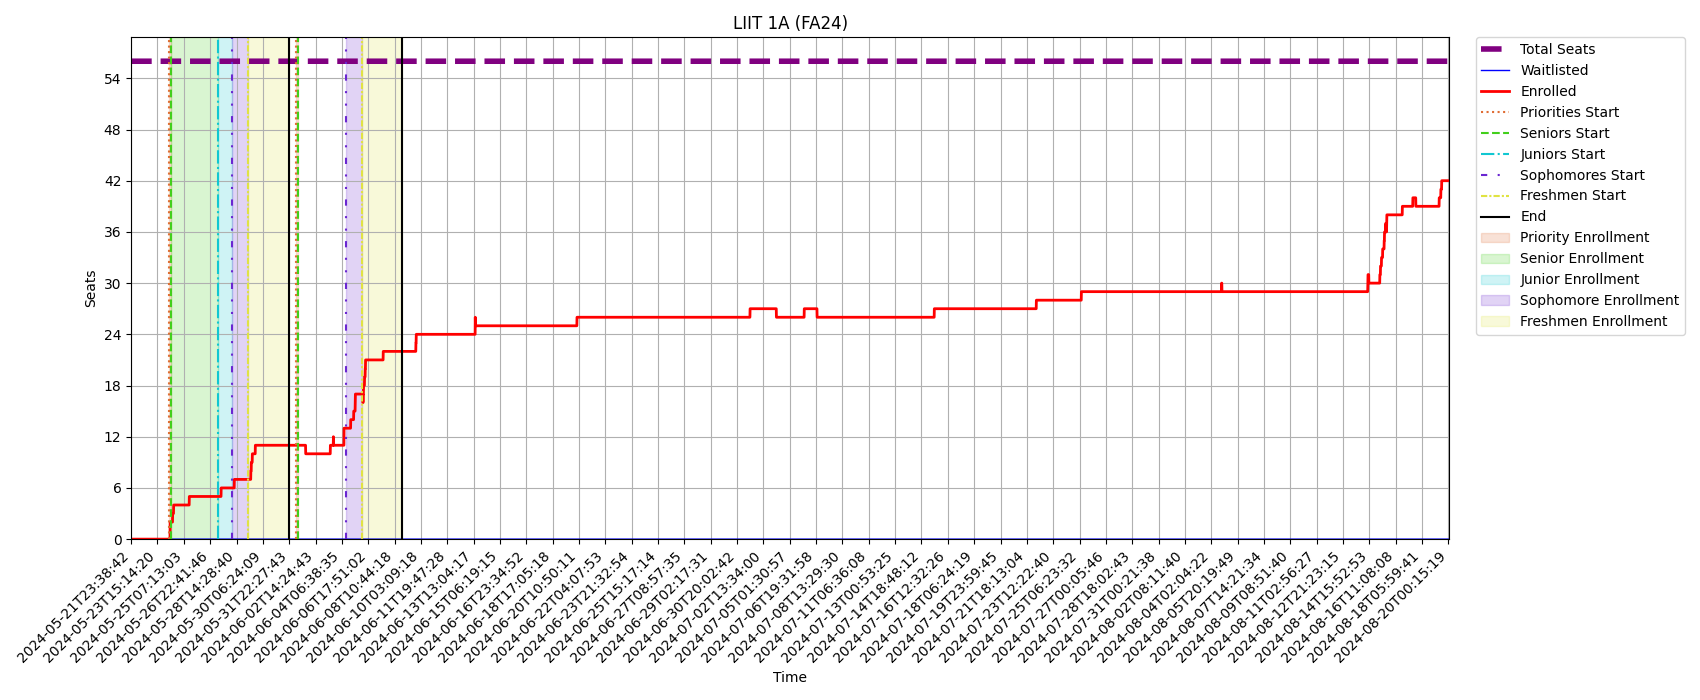 LIIT 1A (FA24)
Total Seats
Waitlisted
Enrolled
Priorities Start
Seniors Start
Juniors Start
Sophomores Start
Freshmen Start
End
Priority Enrollment
Senior Enrollment
Junior Enrollment
Sophomore Enrollment
Freshmen Enrollment
Seats
54
48
42
36
30
24
18
12
6
0
2024-05-21T23:38:42
2024-05-23T15:14:20
2024-05-25T07:13:03
2024-05-26T22:41:46
2024-05-28T14:28:40
2024-05-30T06:24:09
2024-05-31T22:27:43
2024-06-02T14:24:43
2024-06-04T06:38:35
2024-06-06T17:51:02
2024-06-08T10:44:18
2024-06-10T03:09:18
2024-06-11T19:47:28
2024-06-13T13:04:17
2024-06-15T06:19:15
2024-06-16T23:34:52
2024-06-18T17:05:18
2024-06-20T10:50:11
2024-06-22T04:07:53
2024-06-23T21:32:54
2024-06-25T15:17:14
2024-06-27T08:57:35
2024-06-29T02:17:31
2024-06-30T20:02:42
2024-07-02T13:34:00
2024-07-05T01:30:57
2024-07-06T19:31:58
2024-07-08T13:29:30
2024-07-11T06:36:08
2024-07-13T00:53:25
2024-07-14T18:48:12
2024-07-16T12:32:26
2024-07-18T06:24:19
2024-07-19T23:59:45
2024-07-21T18:13:04
2024-07-23T12:22:40
2024-07-25T06:23:32
2024-07-27T00:05:46
2024-07-28T18:02:43
2024-07-31T00:21:38
2024-08-02T08:11:40
2024-08-04T02:04:22
2024-08-05T20:19:49
2024-08-07T14:21:34
2024-08-09T08:51:40
2024-08-11T02:56:27
2024-08-12T21:23:15
2024-08-14T15:52:53
2024-08-16T11:08:08
2024-08-18T05:59:41
2024-08-20T00:15:19
Time